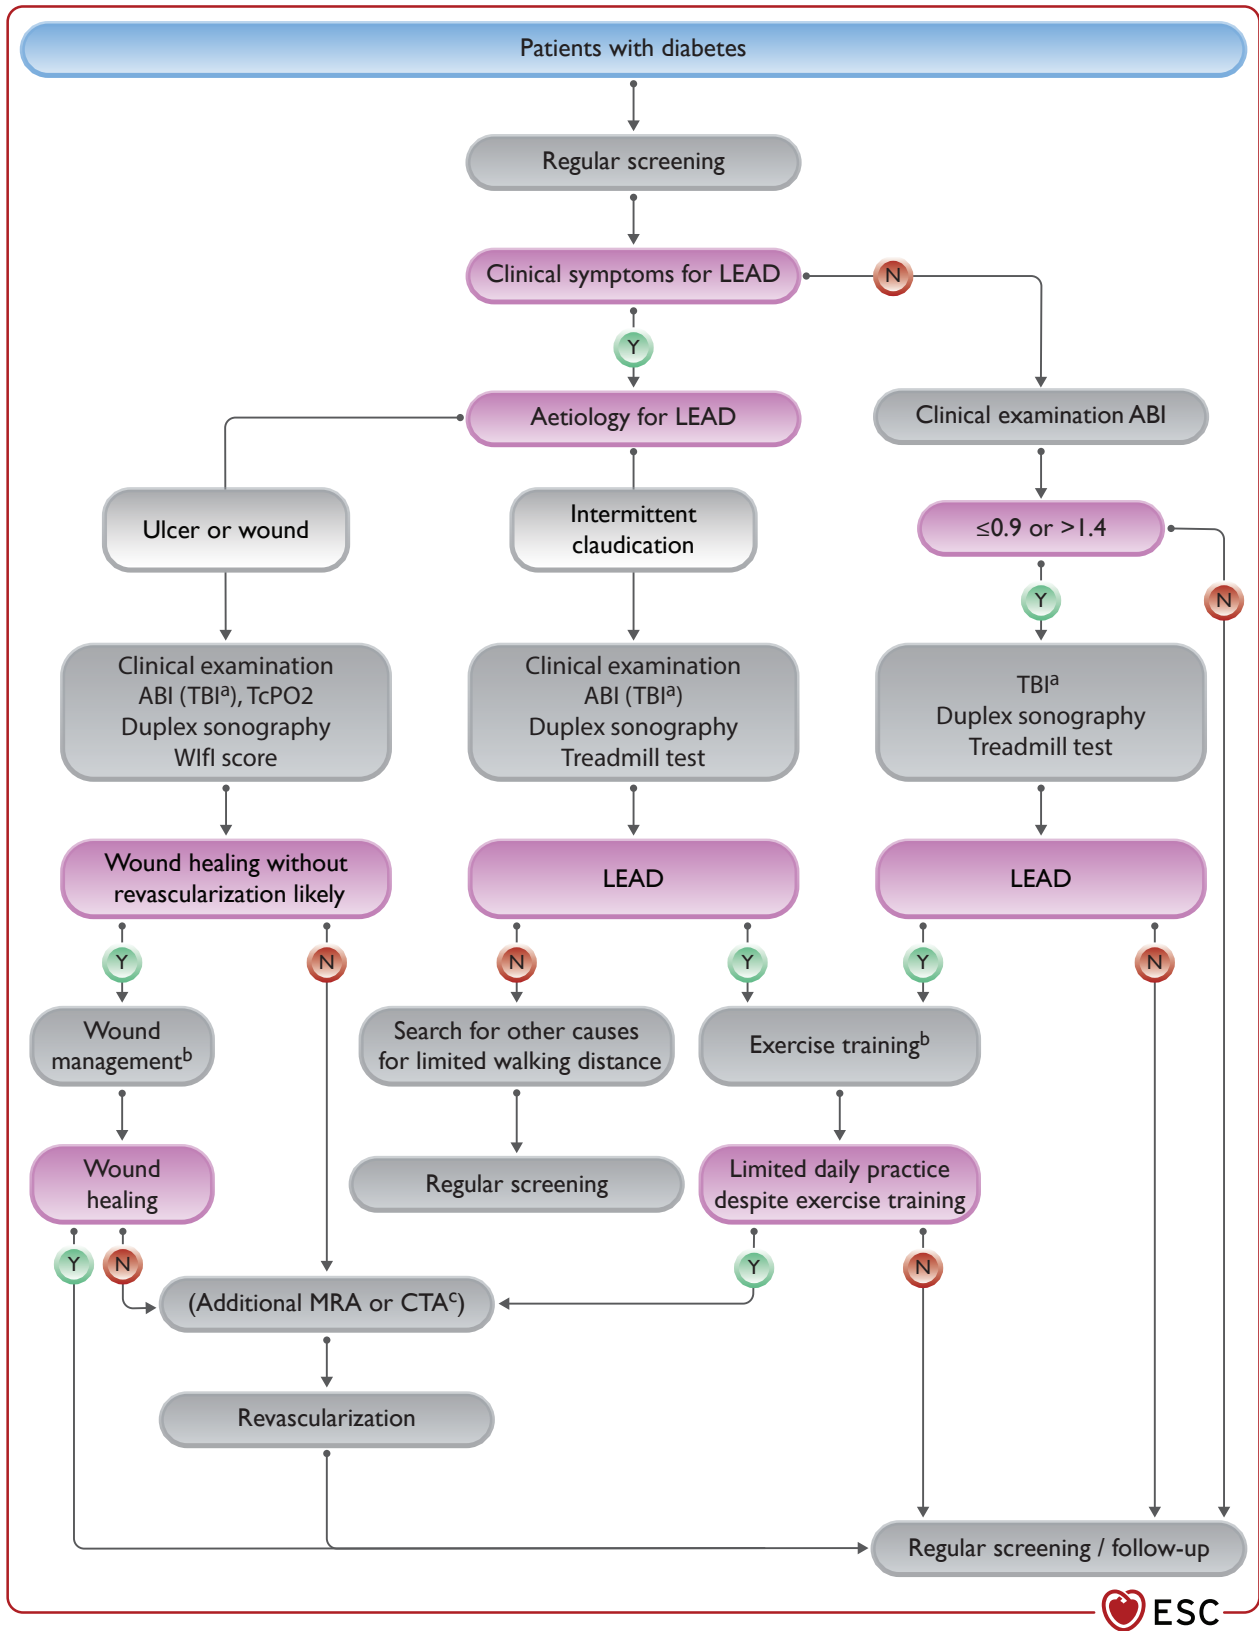 Patients with diabetes
Regular screening
Clinical symptoms for LEAD
N
Y
Aetiology for LEAD
Clinical examination ABI
Ulcer or wound
Intermittent
claudication
≤0.9 or >1.4
Y
N
Clinical examination
ABI (TBIᵃ), TcPO2
Duplex sonography
WIfI score
Clinical examination
ABI (TBIᵃ)
Duplex sonography
Treadmill test
TBIᵃ
Duplex sonography
Treadmill test
Wound healing without
revascularization likely
LEAD
LEAD
Y
N
N
Y
Y
N
Wound
managementᵇ
Search for other causes
for limited walking distance
Exercise trainingᵇ
Wound
healing
Regular screening
Limited daily practice
despite exercise training
Y
N
Y
N
(Additional MRA or CTAᶜ)
Revascularization
Regular screening / follow-up
ESC